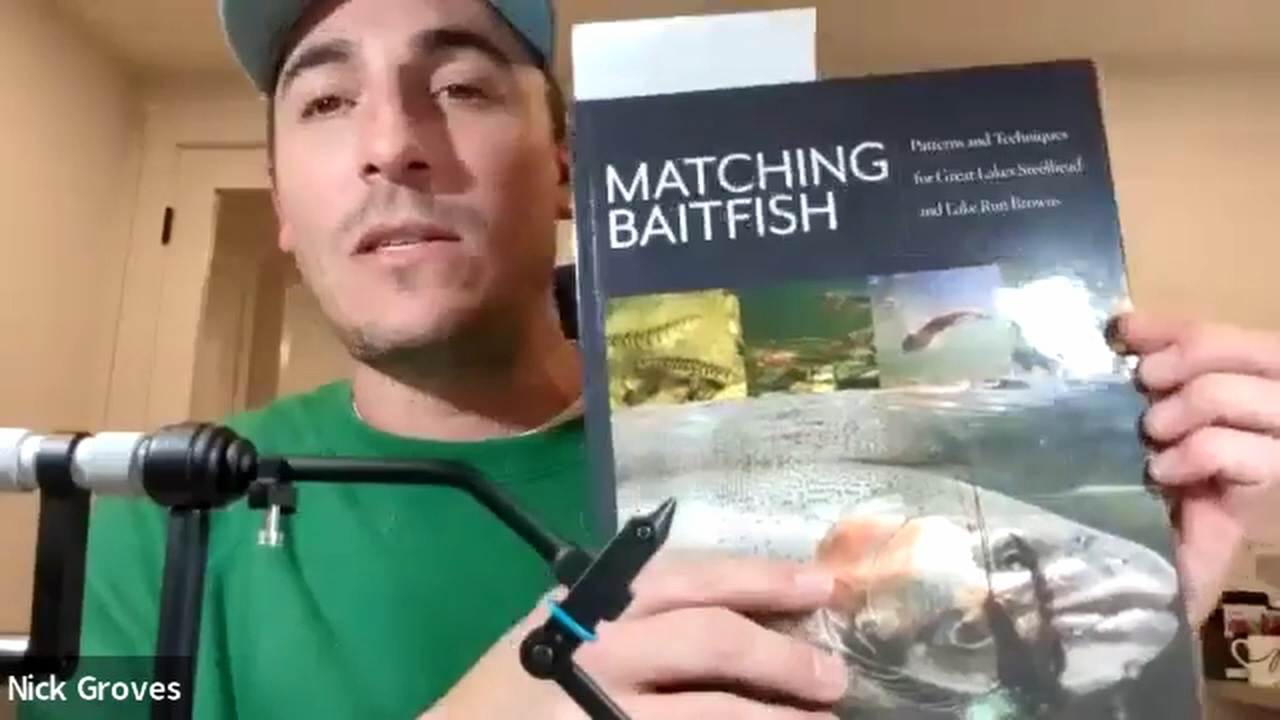 MATCHING
BAITFISH
Patterns and Techniques
for Great Lakes Steelhead
and Lake Run Browns
Nick Groves